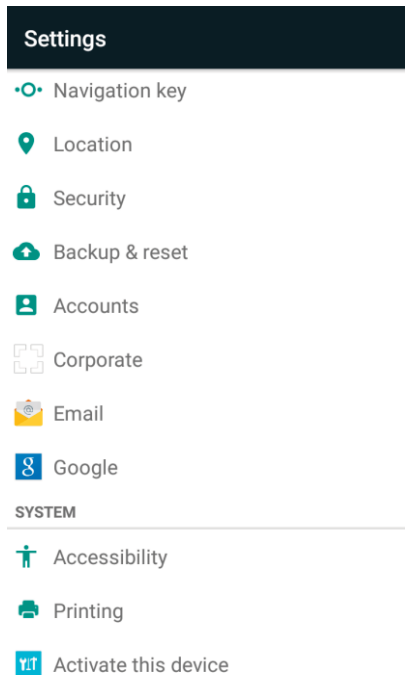 Settings
Navigation key
Location
Security
Backup & reset
Accounts
Corporate
Email
Google
SYSTEM
Accessibility
Printing
Activate this device